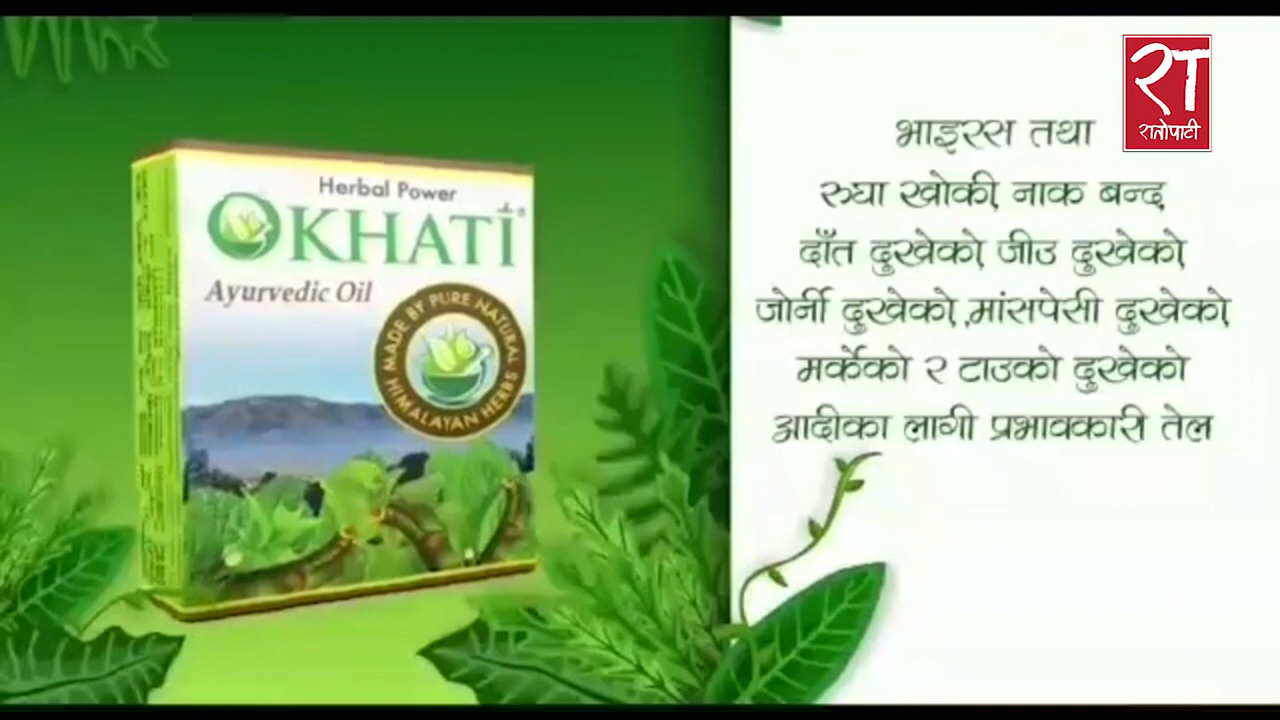 Herbal Power
OKHATI
Ayurvedic Oil
MADE BY PURE NATURAL HIMALAYAN HERBS
रा
रातोपाटी
भाइरस तथा
रुघा खोकी, नाक बन्द,
दाँत दुखेको, जीउ दुखेको,
जोर्नी दुखेको ,मांसपेसी दुखेको,
मर्केको र टाउको दुखेको
आदीका लागी प्रभावकारी तेल